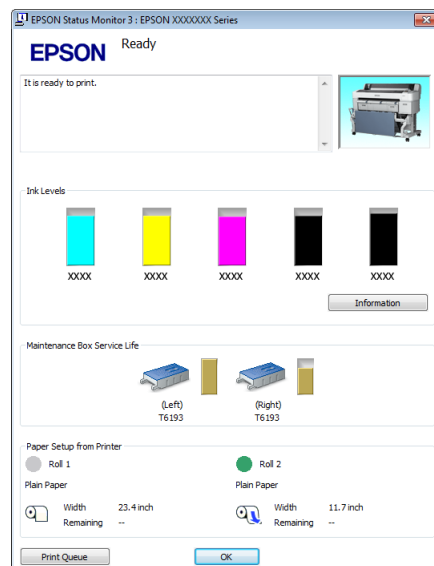 EPSON Status Monitor 3 : EPSON XXXXXXX Series
EPSON
Ready
It is ready to print.
Ink Levels
XXXX XXXX XXXX XXXX XXXX
Information
Maintenance Box Service Life
(Left) (Right)
T6193 T6193
Paper Setup from Printer
Roll 1 Roll 2
Plain Paper Plain Paper
Width 23.4 inch Width 11.7 inch
Remaining -- Remaining --
Print Queue OK